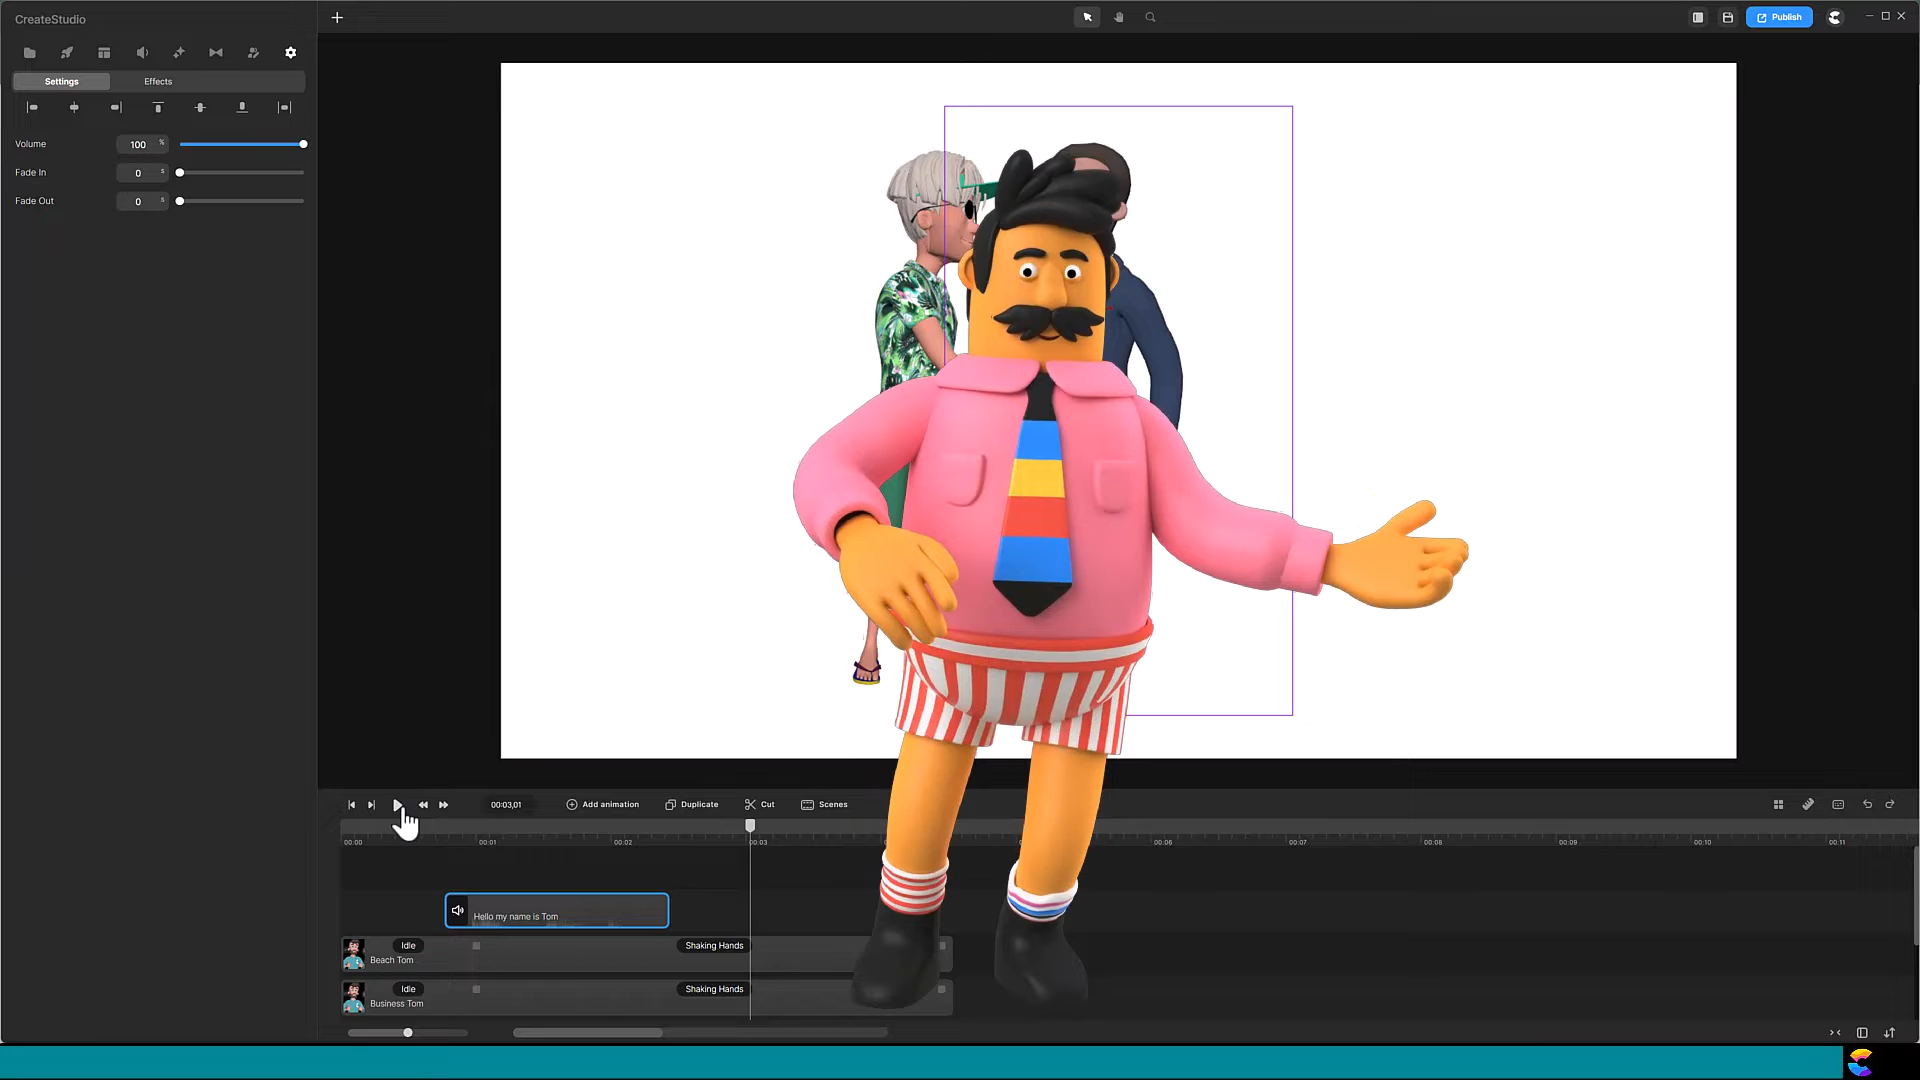 CreateStudio
Publish
Settings Effects
Volume 100 %
Fade In 0 s
Fade Out 0 s
00:03,01 Add animation Duplicate Cut Scenes
00:00 00:01 00:02 00:03 00:06 00:07 00:08 00:09 00:10 00:11
Hello my name is Tom
Idle Shaking Hands
Beach Tom
Idle Shaking Hands
Business Tom